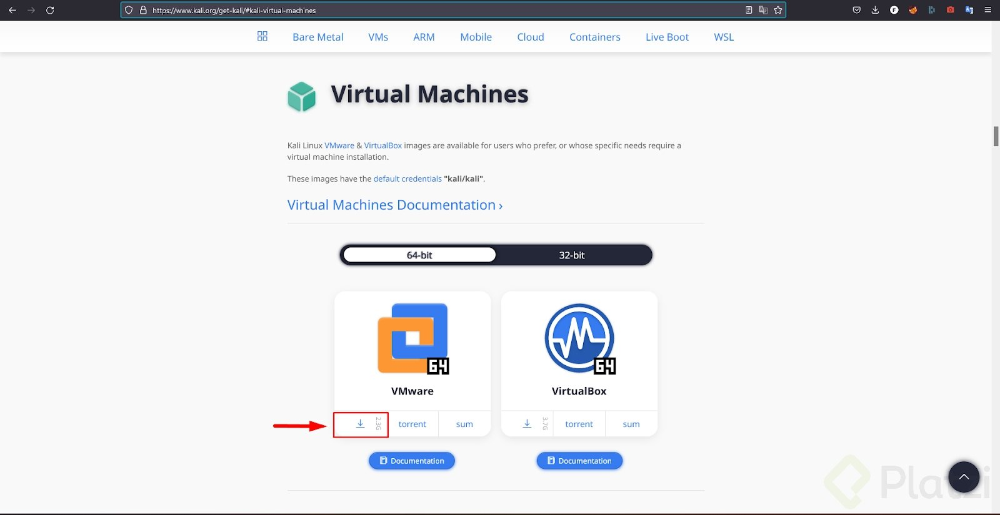 https://www.kali.org/get-kali/#kali-virtual-machines
Bare Metal VMs ARM Mobile Cloud Containers Live Boot WSL
Virtual Machines
Kali Linux VMware & VirtualBox images are available for users who prefer, or whose specific needs require a
virtual machine installation.
These images have the default credentials "kali/kali".
Virtual Machines Documentation ›
64-bit 32-bit
64 64
VMware VirtualBox
2.3G torrent sum 3.7G torrent sum
Documentation Documentation
Platzi